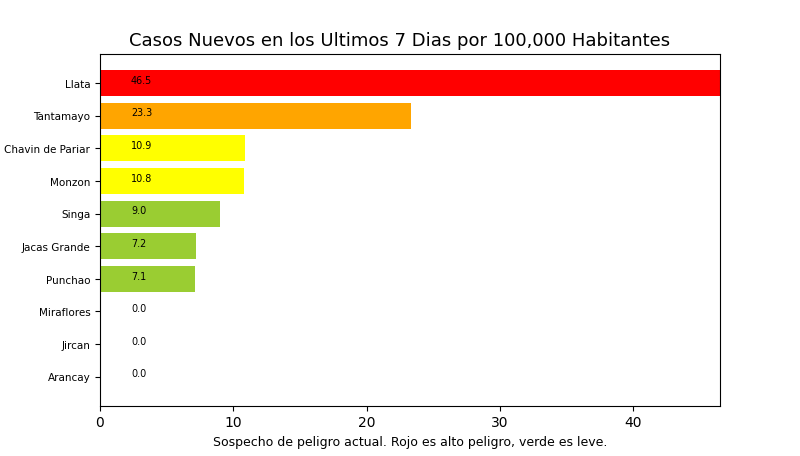 Casos Nuevos en los Ultimos 7 Dias por 100,000 Habitantes
Llata 46.5
Tantamayo 23.3
Chavin de Pariar 10.9
Monzon 10.8
Singa 9.0
Jacas Grande 7.2
Punchao 7.1
Miraflores 0.0
Jircan 0.0
Arancay 0.0
0 10 20 30 40
Sospecho de peligro actual. Rojo es alto peligro, verde es leve.